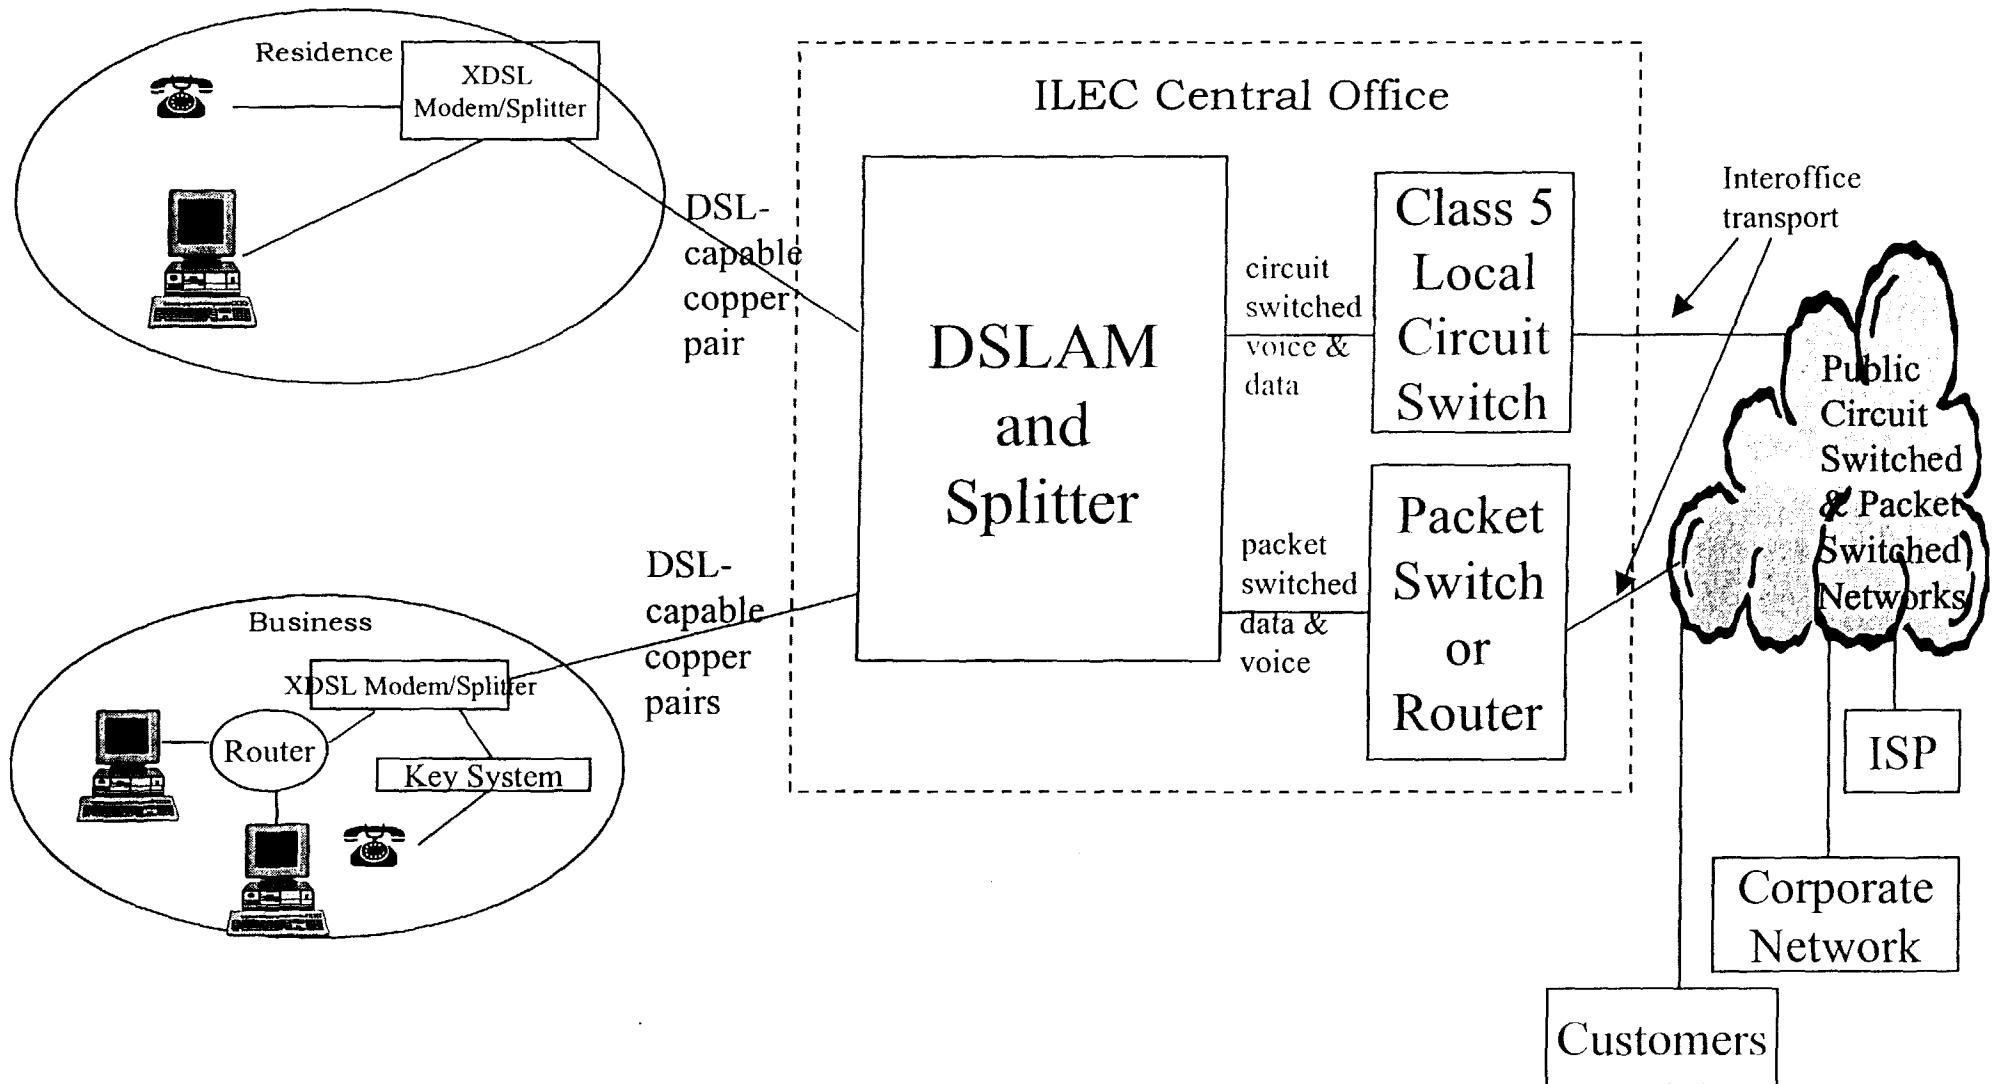 Residence
XDSL
Modem/Splitter
DSL-
capable
copper
pair
ILEC Central Office
DSLAM
and
Splitter
circuit
switched
voice &
data
Class 5
Local
Circuit
Switch
Interoffice
transport
Public
Circuit
Switched
& Packet
Switched
Networks
Business
XDSL Modem/Splitter
Router
Key System
DSL-
capable
copper
pairs
packet
switched
data &
voice
Packet
Switch
or
Router
ISP
Corporate
Network
Customers